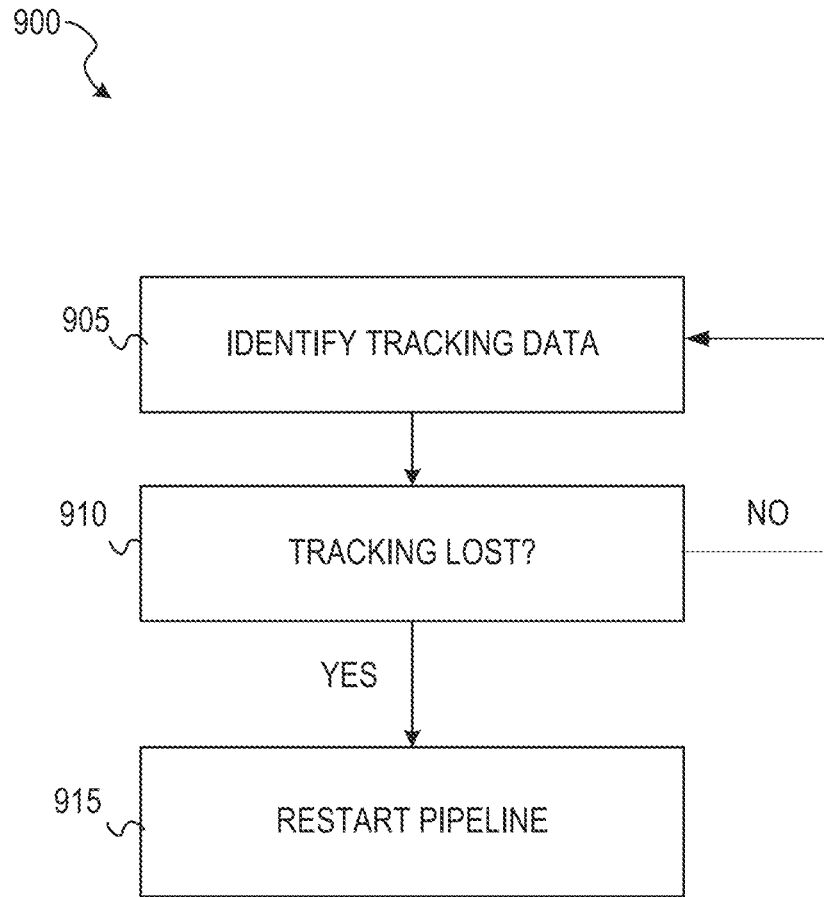 900
905
IDENTIFY TRACKING DATA
910
TRACKING LOST?
NO
YES
915
RESTART PIPELINE